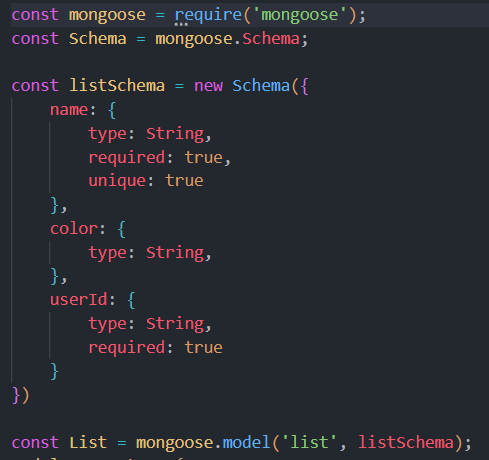 const mongoose = require('mongoose');
const Schema = mongoose.Schema;
const listSchema = new Schema({
name: {
type: String,
required: true,
unique: true
},
color: {
type: String,
},
userId: {
type: String,
required: true
}
})
const List = mongoose.model('list', listSchema);